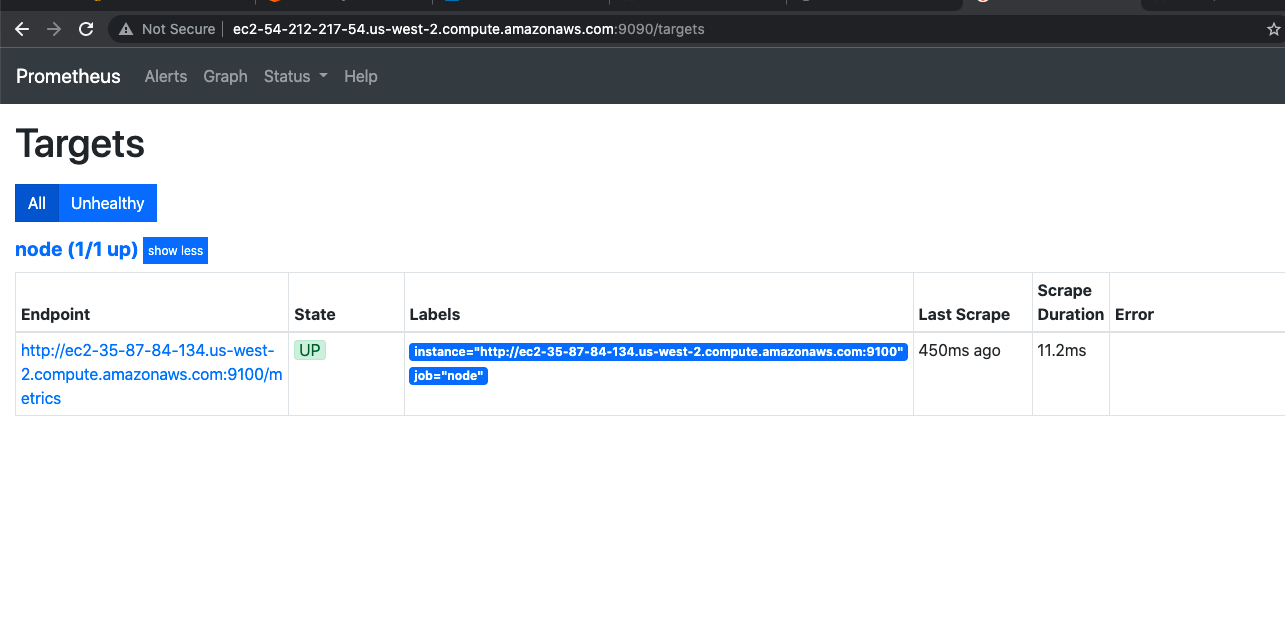 Not Secure ec2-54-212-217-54.us-west-2.compute.amazonaws.com:9090/targets
Prometheus Alerts Graph Status Help
Targets
All Unhealthy
node (1/1 up) show less
Endpoint State Labels Last Scrape Scrape Duration Error
http://ec2-35-87-84-134.us-west-
2.compute.amazonaws.com:9100/m
etrics
UP
instance="http://ec2-35-87-84-134.us-west-2.compute.amazonaws.com:9100"
job="node"
450ms ago
11.2ms